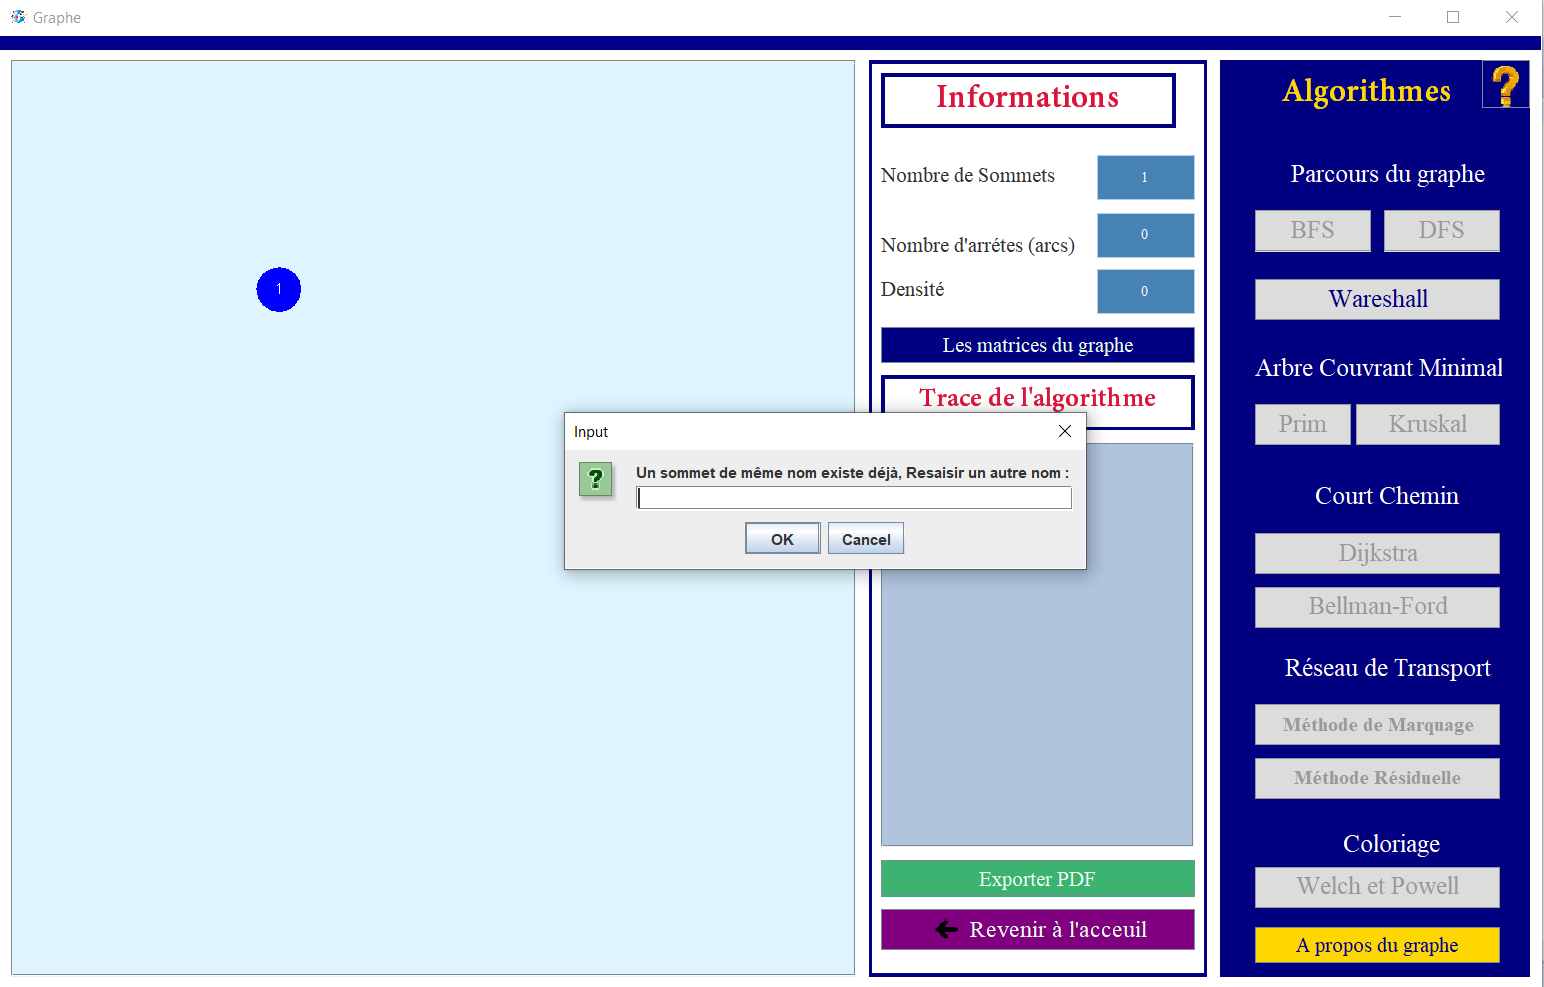 Graphe
1
Informations
Nombre de Sommets 1
Nombre d'arrétes (arcs) 0
Densité 0
Les matrices du graphe
Trace de l'algorithme
Input
Un sommet de même nom existe déjà, Resaisir un autre nom :
OK Cancel
Exporter PDF
Revenir à l'acceuil
Algorithmes
Parcours du graphe
BFS DFS
Wareshall
Arbre Couvrant Minimal
Prim Kruskal
Court Chemin
Dijkstra
Bellman-Ford
Réseau de Transport
Méthode de Marquage
Méthode Résiduelle
Coloriage
Welch et Powell
A propos du graphe